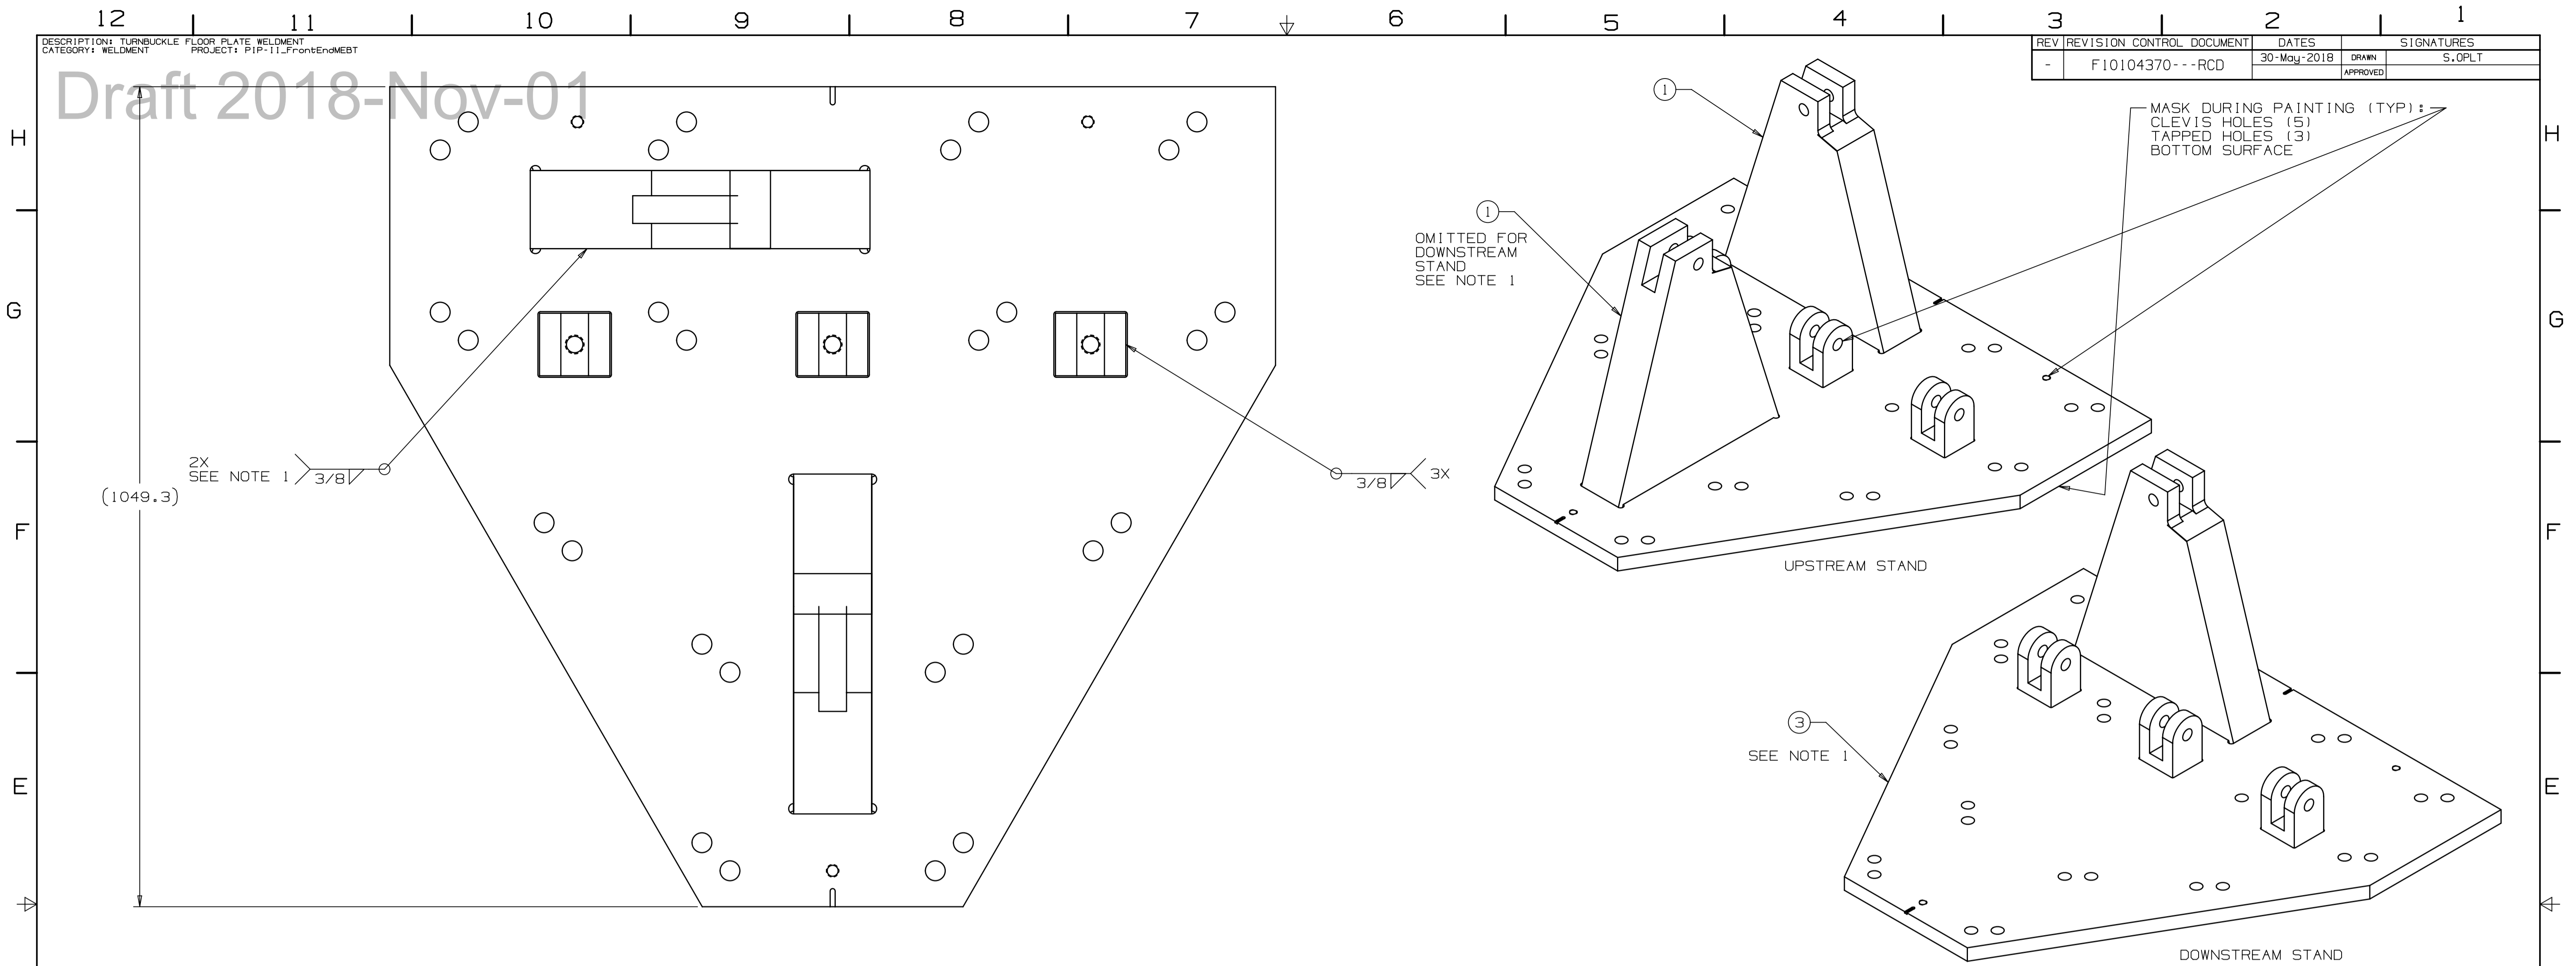 12 11 10 9 8 7 6 5 4 3 2 1
DESCRIPTION: TURNBUCKLE FLOOR PLATE WELDMENT
CATEGORY: WELDMENT PROJECT: PIP-II_FrontEndMEBT
Draft 2018-Nov-01
REV REVISION CONTROL DOCUMENT DATES SIGNATURES
- F10104370---RCD 30-May-2018 DRAWN S.OPLT
APPROVED
MASK DURING PAINTING (TYP):
CLEVIS HOLES (5)
TAPPED HOLES (3)
BOTTOM SURFACE
H H
1
1
OMITTED FOR
DOWNSTREAM
STAND
SEE NOTE 1
G G
2X
SEE NOTE 1 3/8
(1049.3)
3/8 3X
F F
UPSTREAM STAND
3
SEE NOTE 1
E E
DOWNSTREAM STAND